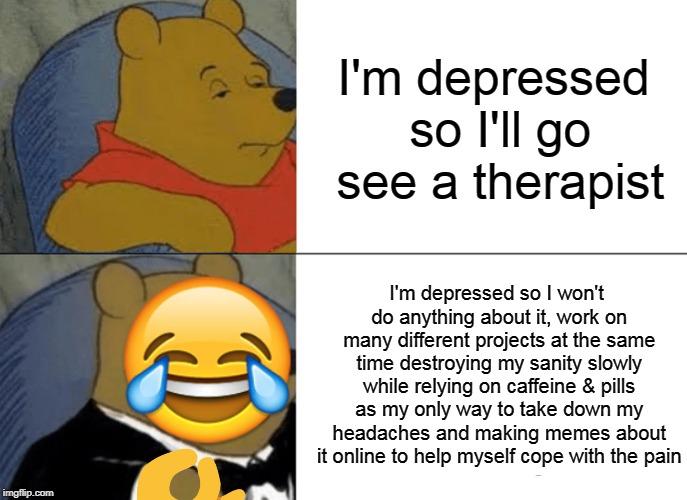 I'm depressed
so I'll go
see a therapist
I'm depressed so I won't
do anything about it, work on
many different projects at the same
time destroying my sanity slowly
while relying on caffeine & pills
as my only way to take down my
headaches and making memes about
it online to help myself cope with the pain
imgflip.com